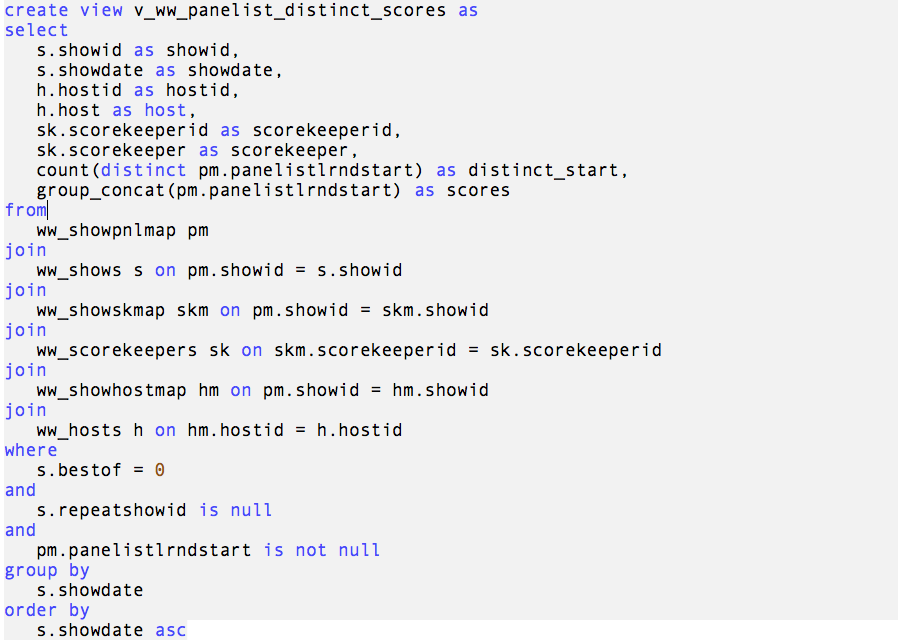 create view v_ww_panelist_distinct_scores as
select
   s.showid as showid,
   s.showdate as showdate,
   h.hostid as hostid,
   h.host as host,
   sk.scorekeeperid as scorekeeperid,
   sk.scorekeeper as scorekeeper,
   count(distinct pm.panelistlrndstart) as distinct_start,
   group_concat(pm.panelistlrndstart) as scores
from
   ww_showpnlmap pm
join
   ww_shows s on pm.showid = s.showid
join
   ww_showskmap skm on pm.showid = skm.showid
join
   ww_scorekeepers sk on skm.scorekeeperid = sk.scorekeeperid
join
   ww_showhostmap hm on pm.showid = hm.showid
join
   ww_hosts h on hm.hostid = h.hostid
where
   s.bestof = 0
and
   s.repeatshowid is null
and
   pm.panelistlrndstart is not null
group by
   s.showdate
order by
   s.showdate asc